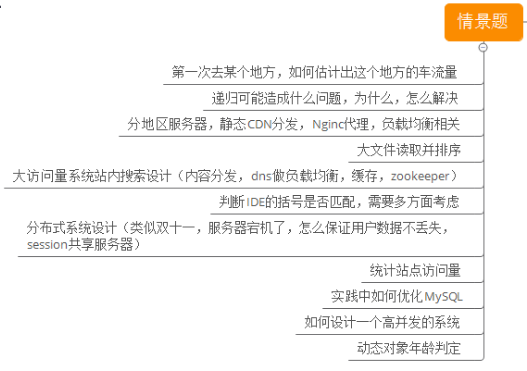 情景题
第一次去某个地方，如何估计出这个地方的车流量
递归可能造成什么问题，为什么，怎么解决
分地区服务器，静态CDN分发，Nginc代理，负载均衡相关
大文件读取并排序
大访问量系统站内搜索设计（内容分发，dns做负载均衡，缓存，zookeeper）
判断IDE的括号是否匹配，需要多方面考虑
分布式系统设计（类似双十一，服务器宕机了，怎么保证用户数据不丢失，
session共享服务器）
统计站点访问量
实践中如何优化MySQL
如何设计一个高并发的系统
动态对象年龄判定